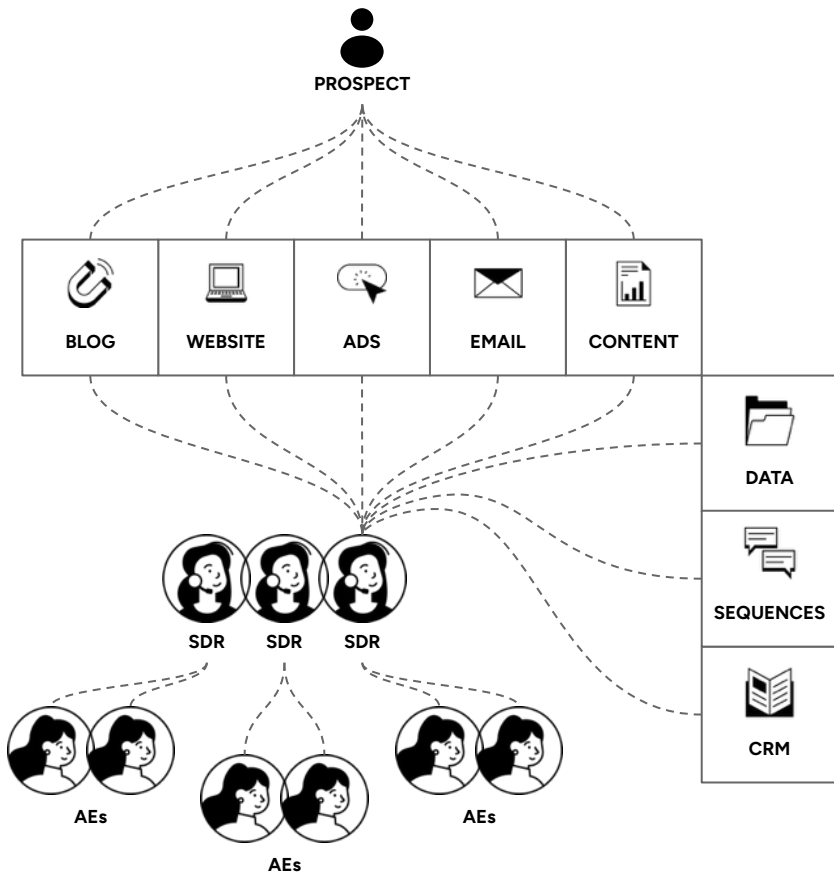 PROSPECT
BLOG
WEBSITE
ADS
EMAIL
CONTENT
DATA
SEQUENCES
CRM
SDR
SDR
SDR
AEs
AEs
AEs